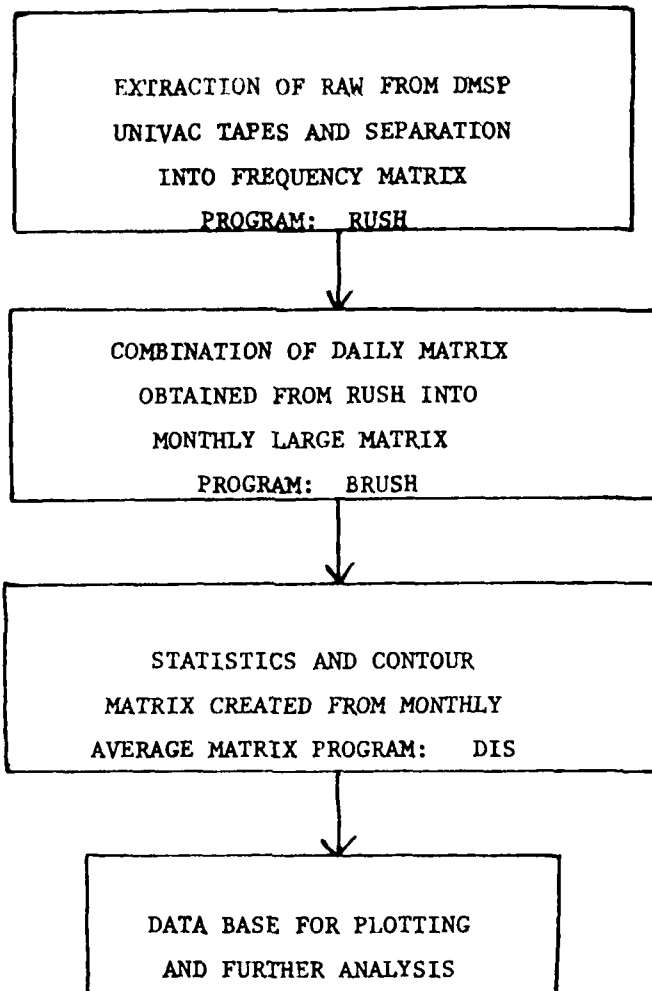 EXTRACTION OF RAW FROM DMSP
UNIVAC TAPES AND SEPARATION
INTO FREQUENCY MATRIX
PROGRAM: RUSH
COMBINATION OF DAILY MATRIX
OBTAINED FROM RUSH INTO
MONTHLY LARGE MATRIX
PROGRAM: BRUSH
STATISTICS AND CONTOUR
MATRIX CREATED FROM MONTHLY
AVERAGE MATRIX PROGRAM: DIS
DATA BASE FOR PLOTTING
AND FURTHER ANALYSIS